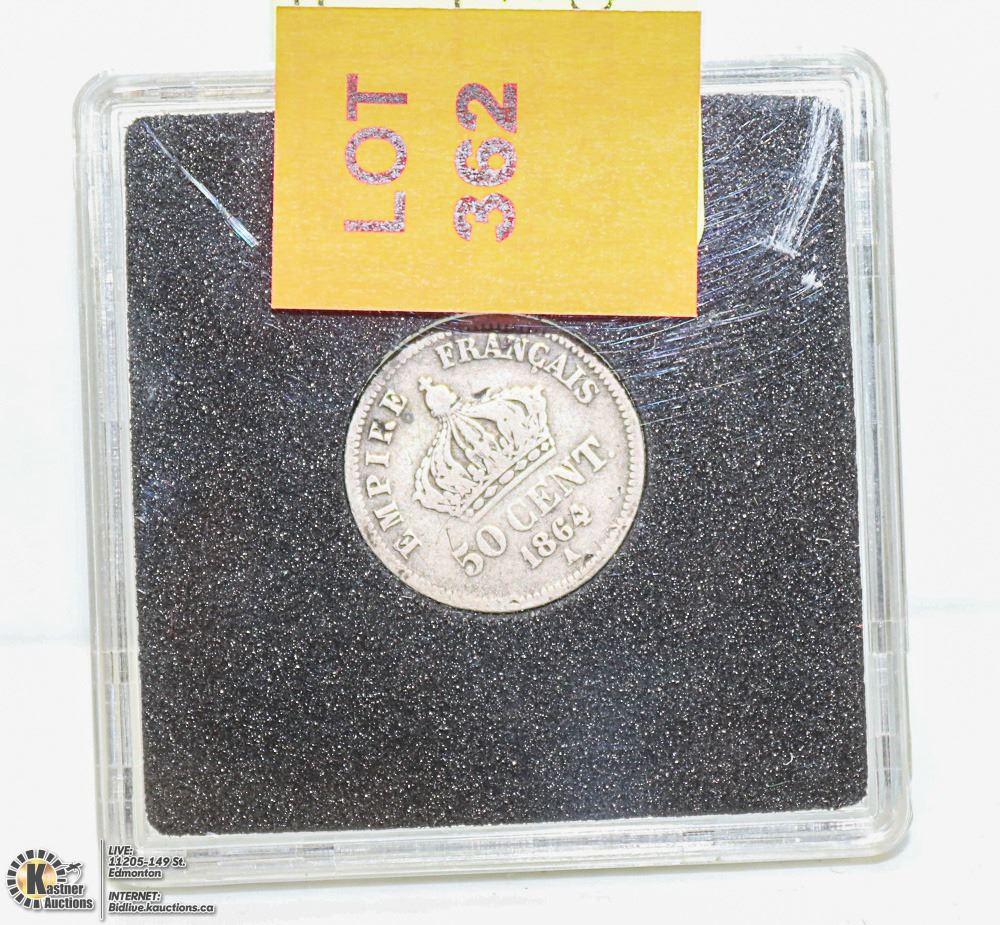 LOT
362
EMPIRE FRANÇAIS
50 CENT.
1864
A
Kastner
Auctions
LIVE:
11205-149 St.
Edmonton
INTERNET:
Bidlive.kauctions.ca